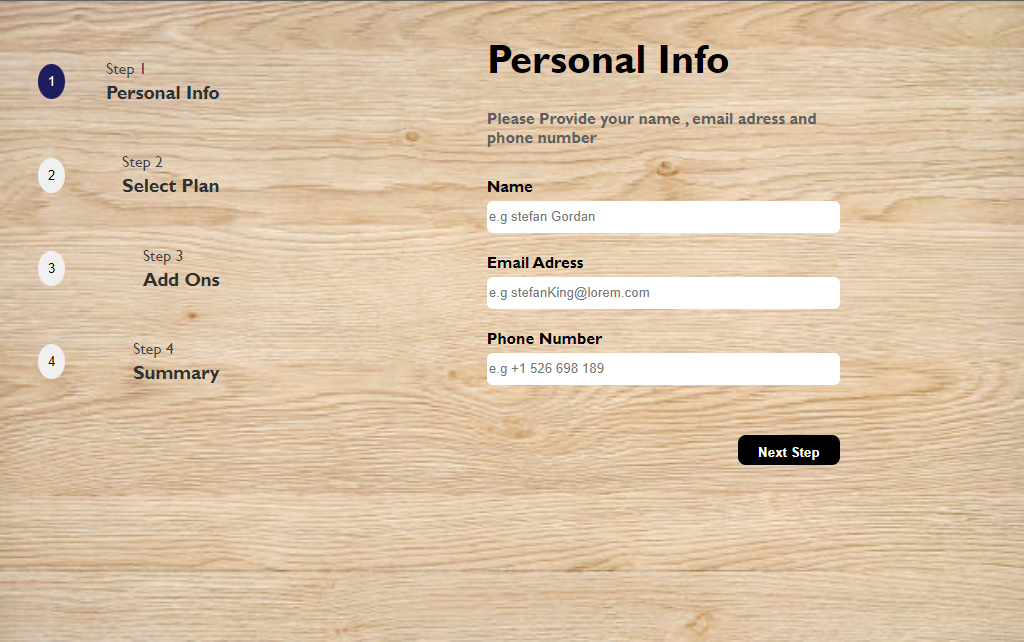 1
Step 1
Personal Info
2
Step 2
Select Plan
3
Step 3
Add Ons
4
Step 4
Summary
Personal Info
Please Provide your name , email adress and
phone number
Name
e.g stefan Gordan
Email Adress
e.g stefanKing@lorem.com
Phone Number
e.g +1 526 698 189
Next Step